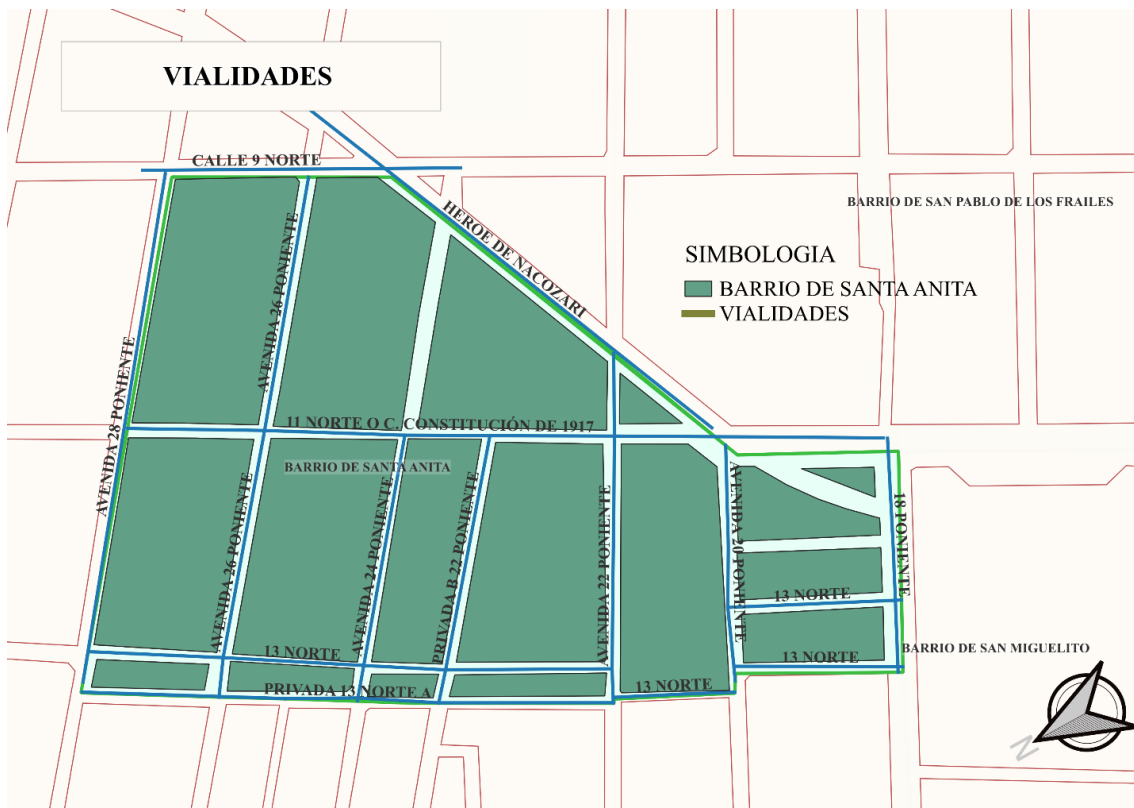 VIALIDADES
CALLE 9 NORTE
HEROE DE NACOZARI
BARRIO DE SAN PABLO DE LOS FRAILES
SIMBOLOGIA
BARRIO DE SANTA ANITA
VIALIDADES
AVENIDA 26 PONIENTE
AVENIDA 28 PONIENTE
11 NORTE O C. CONSTITUCIÓN DE 1917
BARRIO DE SANTA ANITA
AVENIDA 26 PONIENTE
AVENIDA 24 PONIENTE
PRIVADA B 22 PONIENTE
AVENIDA 22 PONIENTE
AVENIDA 20 PONIENTE
18 PONIENTE
13 NORTE
13 NORTE
13 NORTE
BARRIO DE SAN MIGUELITO
PRIVADA 13 NORTE A
13 NORTE
N